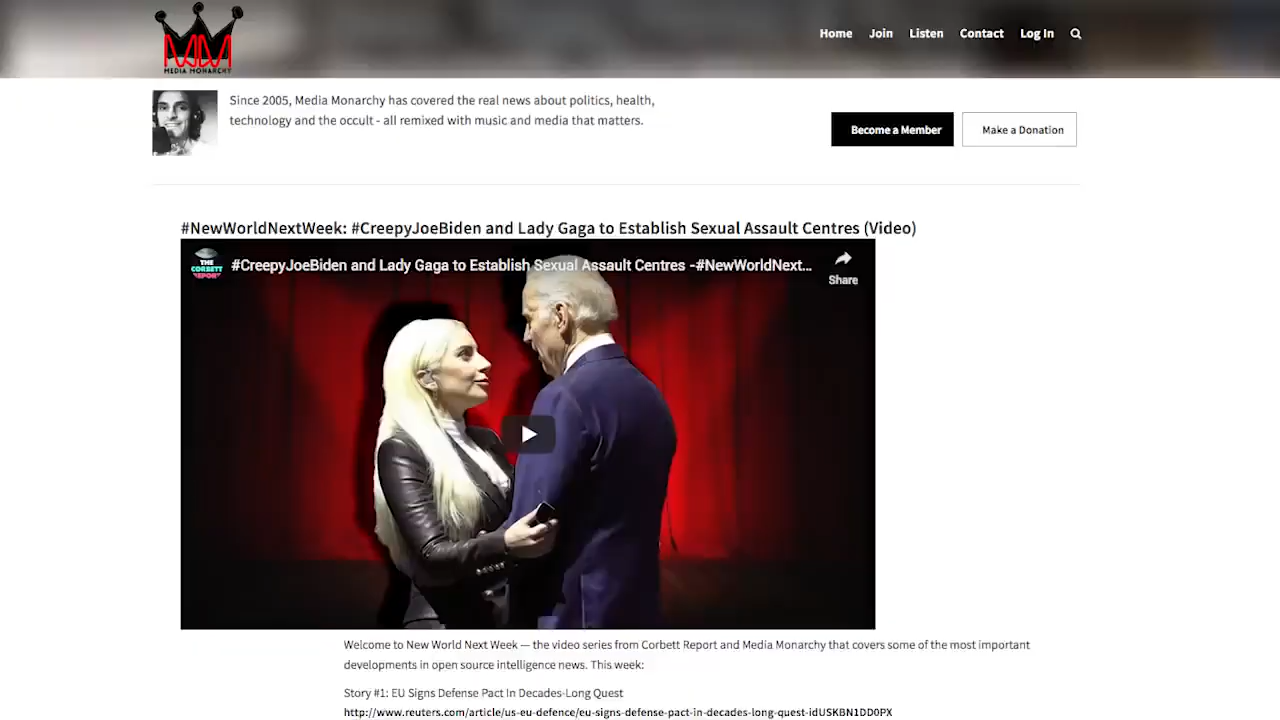 MEDIA MONARCHY
Home Join Listen Contact Log In
Since 2005, Media Monarchy has covered the real news about politics, health,
technology and the occult - all remixed with music and media that matters.
Become a Member Make a Donation
#NewWorldNextWeek: #CreepyJoeBiden and Lady Gaga to Establish Sexual Assault Centres (Video)
THE
CORBETT
REPORT
#CreepyJoeBiden and Lady Gaga to Establish Sexual Assault Centres -#NewWorldNext...
Share
Welcome to New World Next Week — the video series from Corbett Report and Media Monarchy that covers some of the most important
developments in open source intelligence news. This week:
Story #1: EU Signs Defense Pact In Decades-Long Quest
http://www.reuters.com/article/us-eu-defence/eu-signs-defense-pact-in-decades-long-quest-idUSKBN1DD0PX